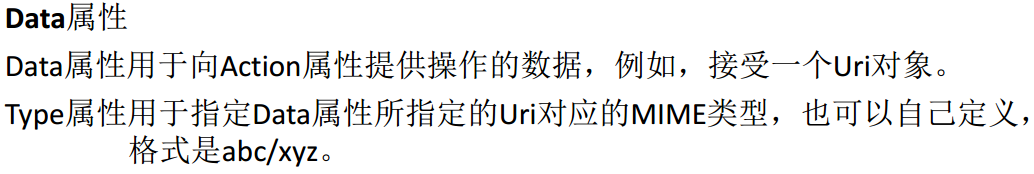 Data属性
Data属性用于向Action属性提供操作的数据，例如，接受一个Uri对象。
Type属性用于指定Data属性所指定的Uri对应的MIME类型，也可以自己定义，
格式是abc/xyz。